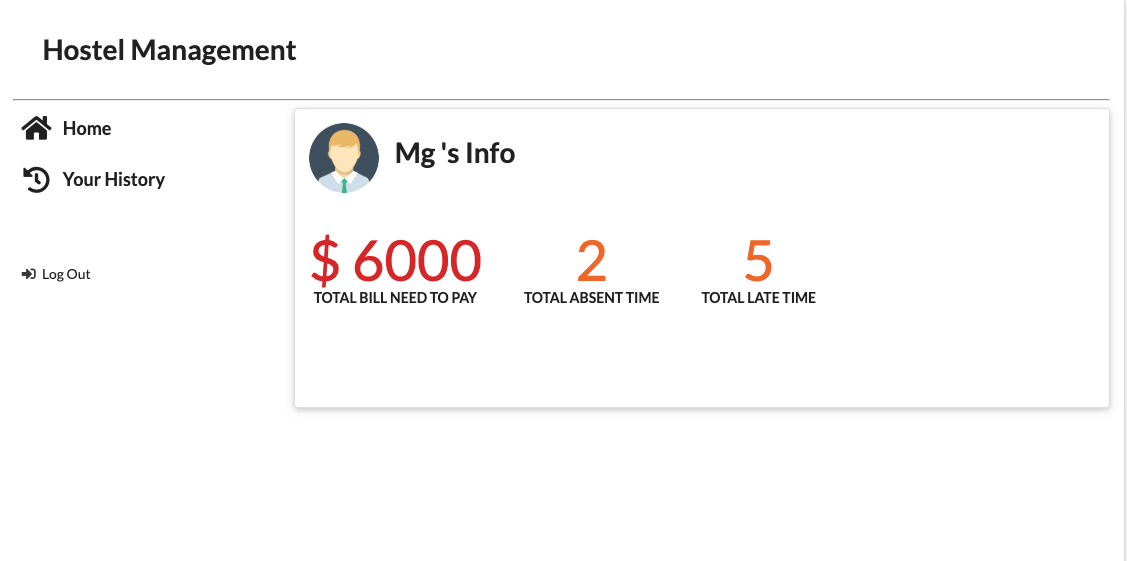 Hostel Management
Home
Your History
Log Out
Mg 's Info
$ 6000
TOTAL BILL NEED TO PAY
2
TOTAL ABSENT TIME
5
TOTAL LATE TIME